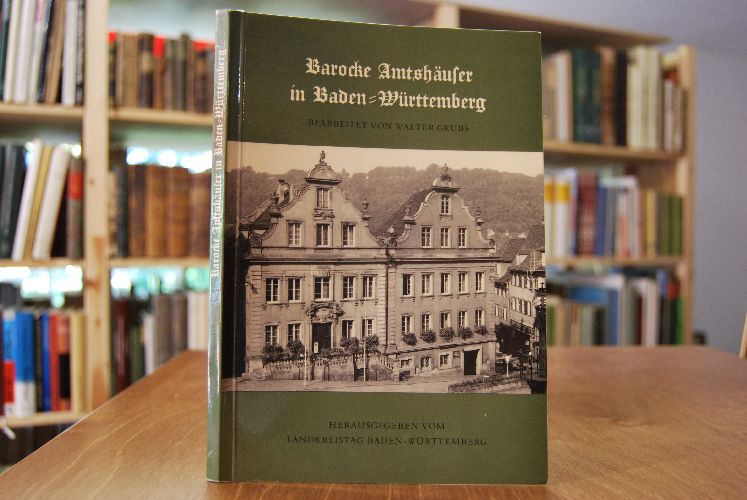 Barocke Amtshäuser
in Baden=Württemberg
BEARBEITET VON WALTER GRUBE
HERAUSGEGEBEN VOM
LANDKREISTAG BADEN-WÜRTTEMBERG
Barocke Amtshäuser in Baden=Württemberg